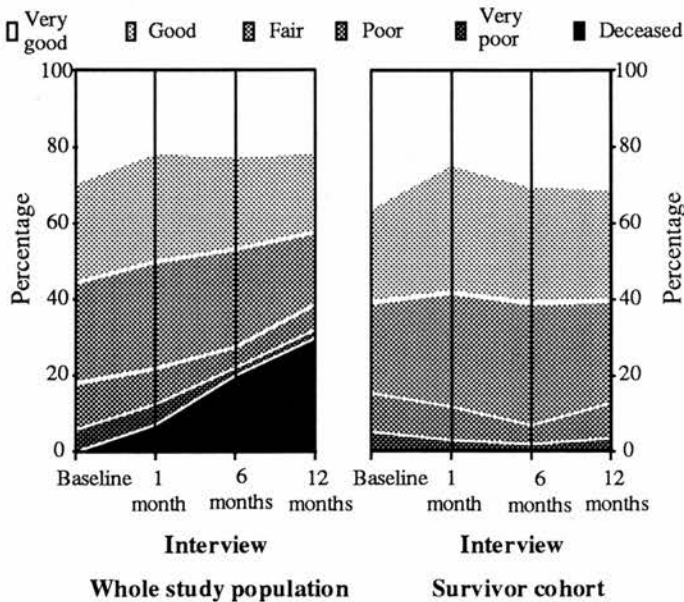 Very good Good Fair Poor Very poor Deceased
100 100
80 80
60 60
40 40
20 20
0 0
Percentage Percentage
Baseline 1 month 6 months 12 months Baseline 1 month 6 months 12 months
Interview Interview
Whole study population Survivor cohort